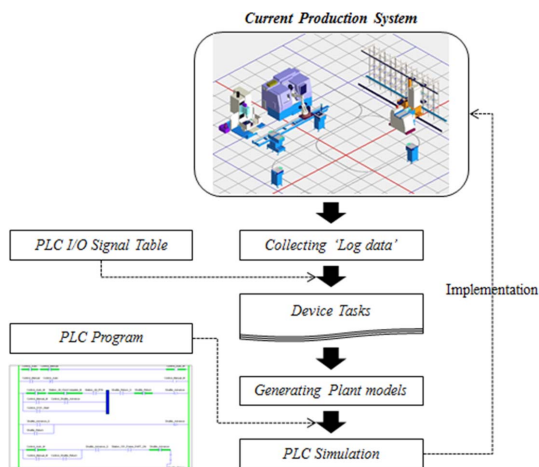 Current Production System
PLC I/O Signal Table
Collecting 'Log data'
Device Tasks
Implementation
PLC Program
Generating Plant models
PLC Simulation